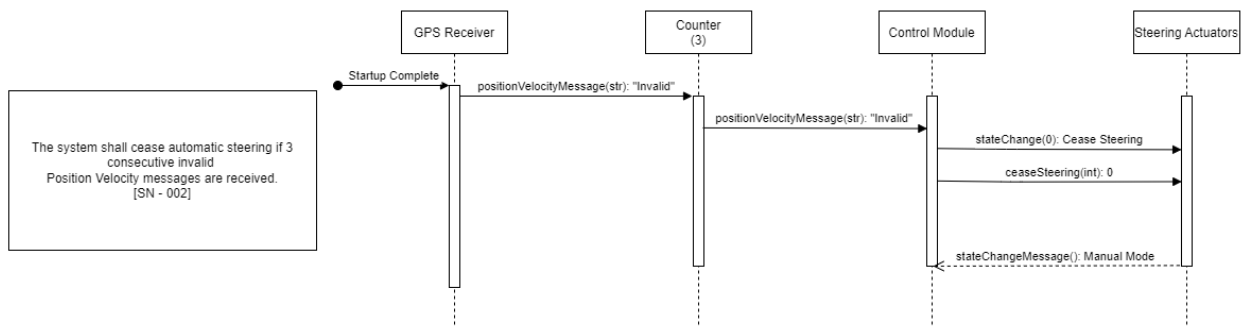 GPS Receiver
Counter
(3)
Control Module
Steering Actuators
Startup Complete
positionVelocityMessage(str): "Invalid"
positionVelocityMessage(str): "Invalid"
The system shall cease automatic steering if 3
consecutive invalid
Position Velocity messages are received.
[SN - 002]
stateChange(0): Cease Steering
ceaseSteering(int): 0
stateChangeMessage(): Manual Mode